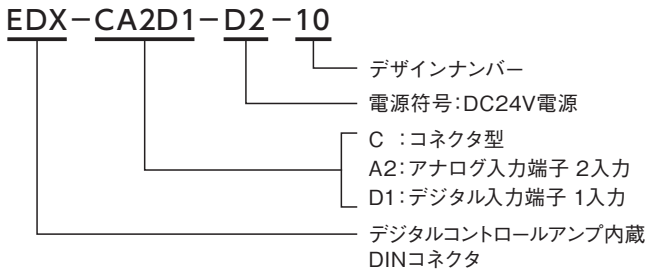 EDX-CA2D1-D2-10
デザインナンバー
電源符号:DC24V電源
C :コネクタ型
A2:アナログ入力端子 2入力
D1:デジタル入力端子 1入力
デジタルコントロールアンプ内蔵
DINコネクタ